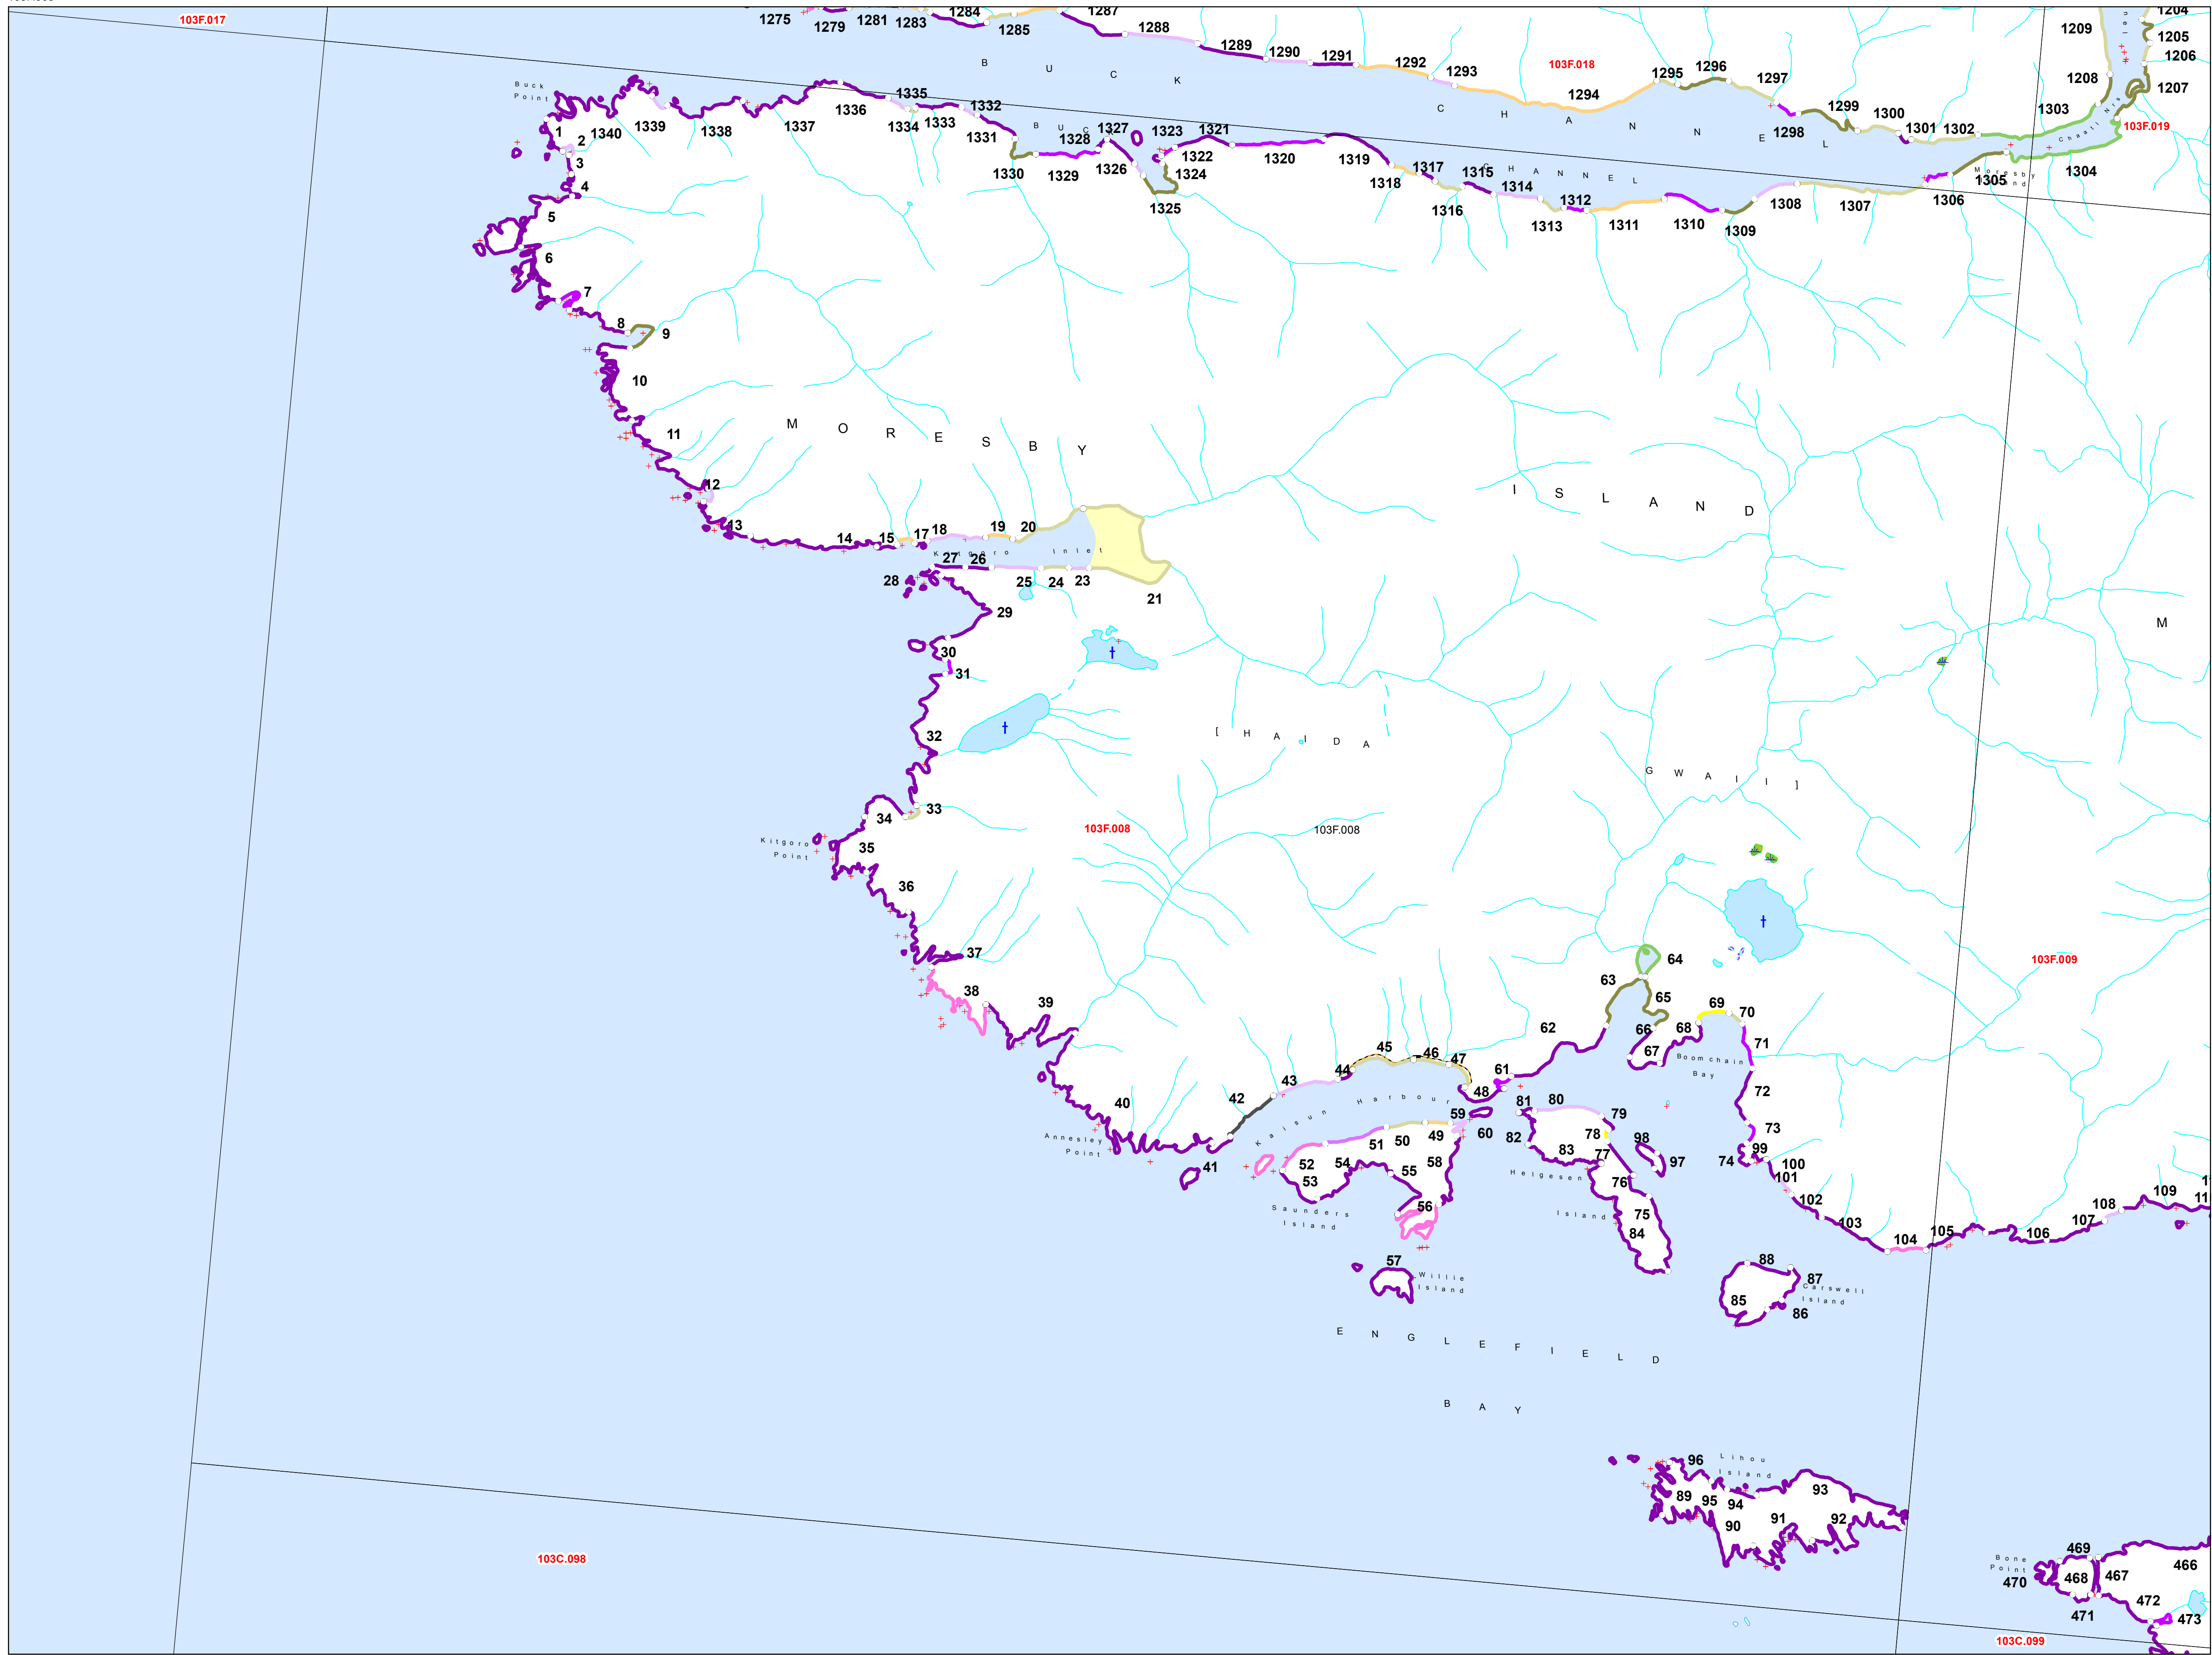 1204
1275 1279 1281 1283 1284 1285 1287 1288 1209
103F.017
1205
1206
1289 1290 1291 1292 1293
103F.018
1295 1296 1297
1208
1207
Buck
Point
B U C K
C H A N N E L
1294 1298 1299 1300 1301 1302 1303
103F.019
1335 1336 1334 1333 1332 1331
1 2 3 4 1340 1339 1338 1337
1330 1329 1328 1327 1326 1325 1324 1323 1322 1321 1320
1319 1318 1317 1316 1315 1314 1313 1312 1311 1310 1309 1308 1307 1306 1305 1304
CHANNEL
Moresby
5
6
7
8 9
10
11
12
13
M O R E S B Y
I S L A N D
14 15 17 18 19 20
Kitgoro Inlet
28 27 26 25 24 23 21
29
30
31
M
32
[ H A I D A
G W A I I ]
33
34
35
Kitgoro
Point
36
103F.008
103F.008
37
38
39
64
63
65
103F.009
66 67 68 69 70 71
Boomchain
Bay
62
72
73
45 46 47
44
43
42
40
41
Annesley
Point
Kaisun Harbour
48 61
59
60
49 50 51 52 53 54 55 56 58
Saunders
Island
81 80 79
82 78 98
83 77 97
76
75
84
Heigesen
Island
74 99 100
101
102
103
104 105 106 107 108 109
57
Willie
Island
88
87
85 86
Carswell
Island
E N G L E F I E L D
B A Y
96
Lihou
Island
89 95 94 93
90 91 92
103C.098
Bone
Point
470 469 468 467 466
471 472 473
103C.099